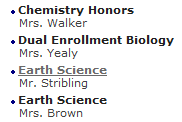 Chemistry Honors
Mrs. Walker
Dual Enrollment Biology
Mrs. Yealy
Earth Science
Mr. Stribling
Earth Science
Mrs. Brown